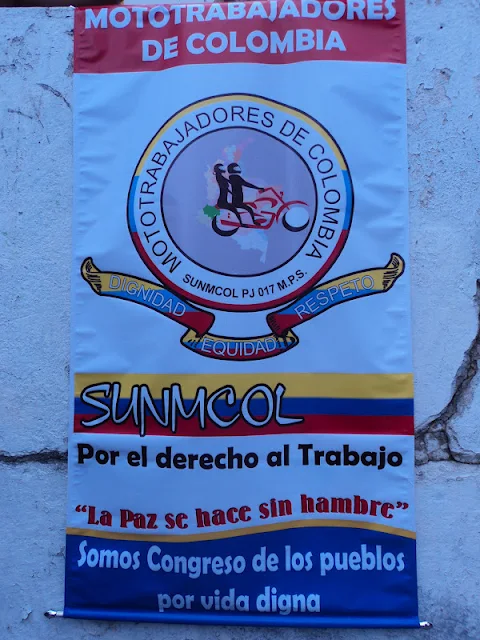 MOTOTRABAJADORES
DE COLOMBIA
MOTOTRABAJADORES DE COLOMBIA
SUNMCOL PJ 017 M.P.S.
DIGNIDAD
EQUIDAD
RESPETO
SUNMCOL
Por el derecho al Trabajo
“La Paz se hace sin hambre”
Somos Congreso de los pueblos
por vida digna